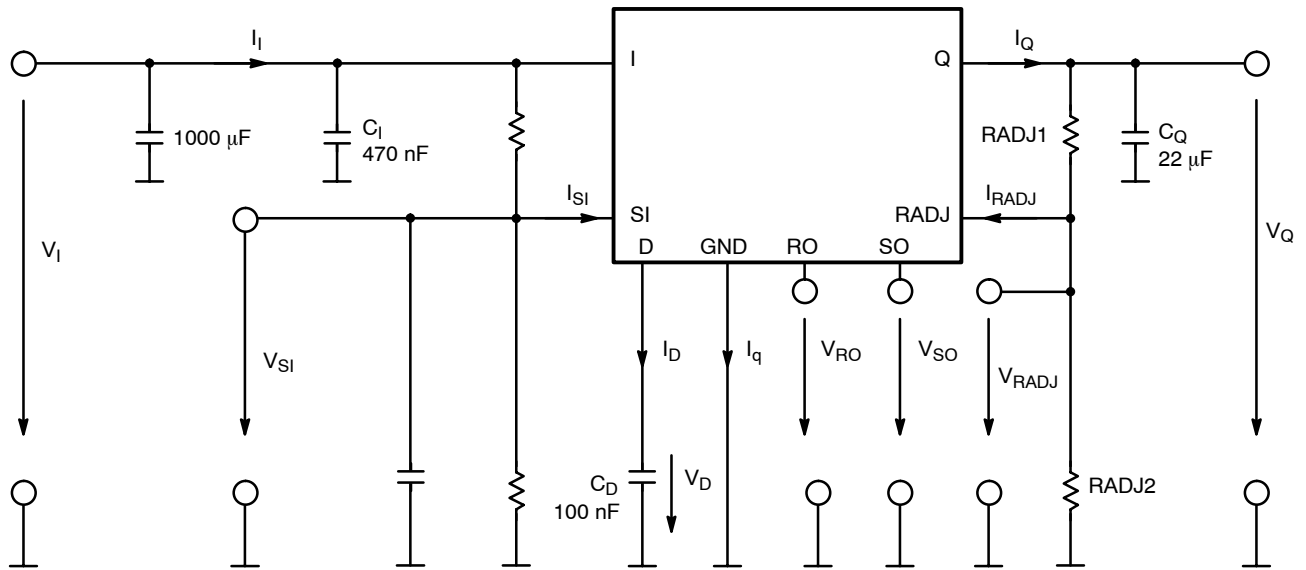 I_I
I_Q
I
Q
1000 μF
C_I
470 nF
RADJ1
C_Q
22 μF
I_SI
SI
RADJ
I_RADJ
D
GND
RO
SO
V_I
V_Q
V_SI
I_D
I_q
V_RO
V_SO
V_RADJ
C_D
100 nF
V_D
RADJ2